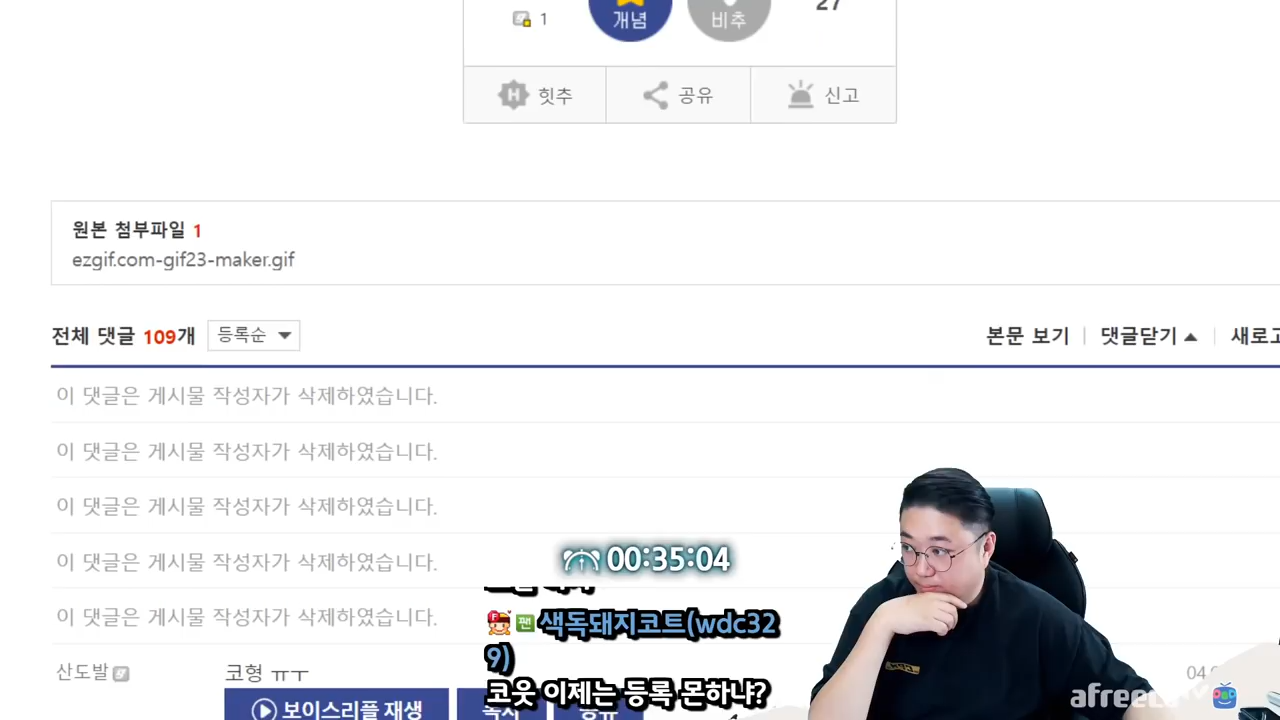 1
개념
비추
27
힛추
공유
신고
원본 첨부파일 1
ezgif.com-gif23-maker.gif
전체 댓글 109개
등록순
본문 보기
댓글닫기
이 댓글은 게시물 작성자가 삭제하였습니다.
이 댓글은 게시물 작성자가 삭제하였습니다.
이 댓글은 게시물 작성자가 삭제하였습니다.
이 댓글은 게시물 작성자가 삭제하였습니다.
00:35:04
이 댓글은 게시물 작성자가 삭제하였습니다.
팬 색독돼지코트(wdc32
9)
코웃 이제는 등록 몬하냐?
산도발
코형 ㅠㅜ
보이스리플 재생